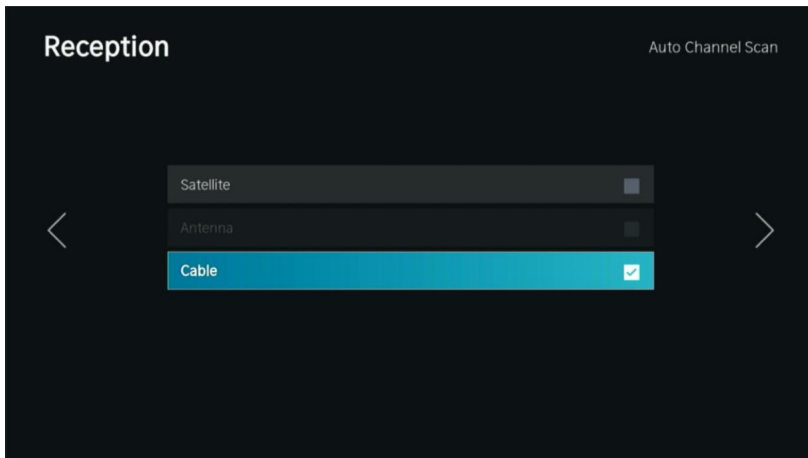 Reception
Auto Channel Scan
Satellite
Antenna
Cable